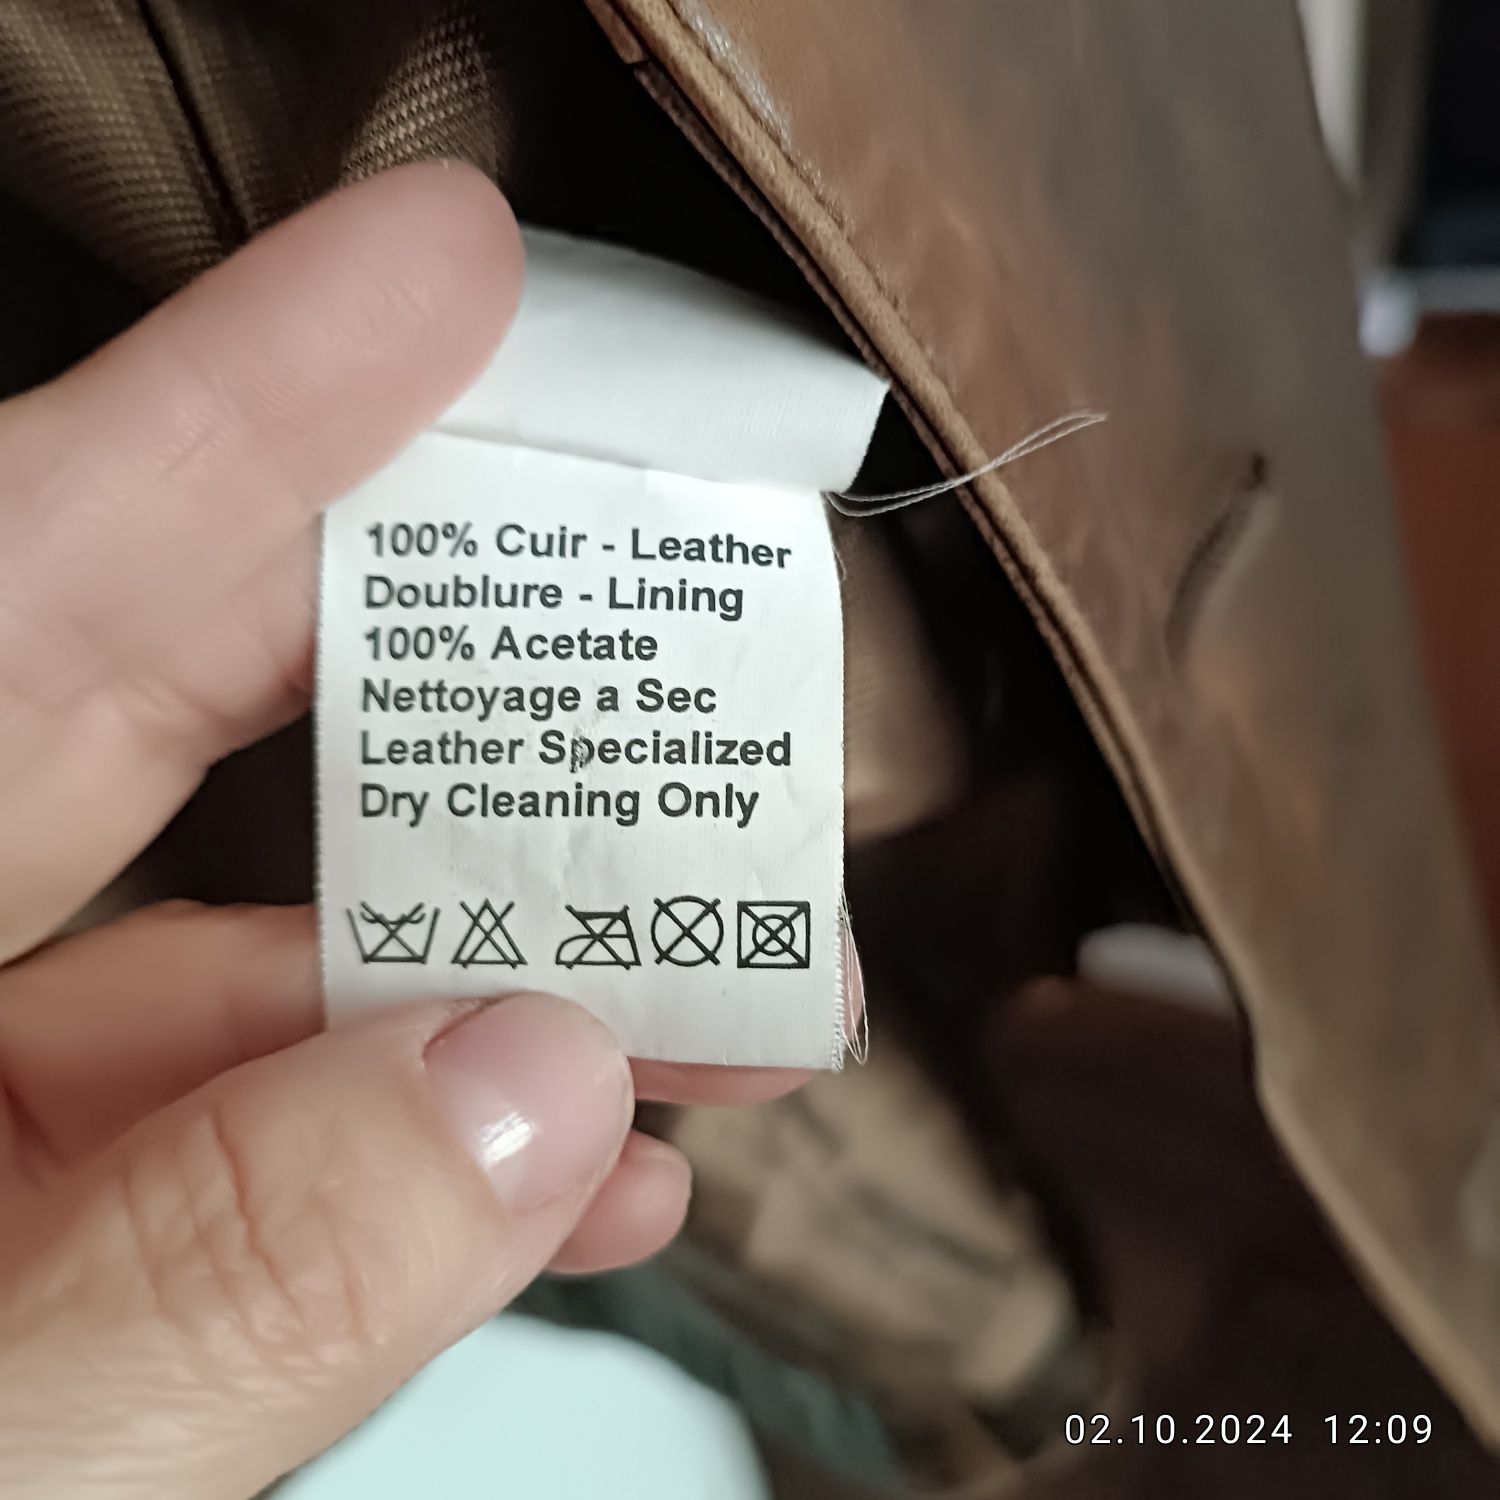 100% Cuir - Leather
Doublure - Lining
100% Acetate
Nettoyage a Sec
Leather Specialized
Dry Cleaning Only
02.10.2024 12:09